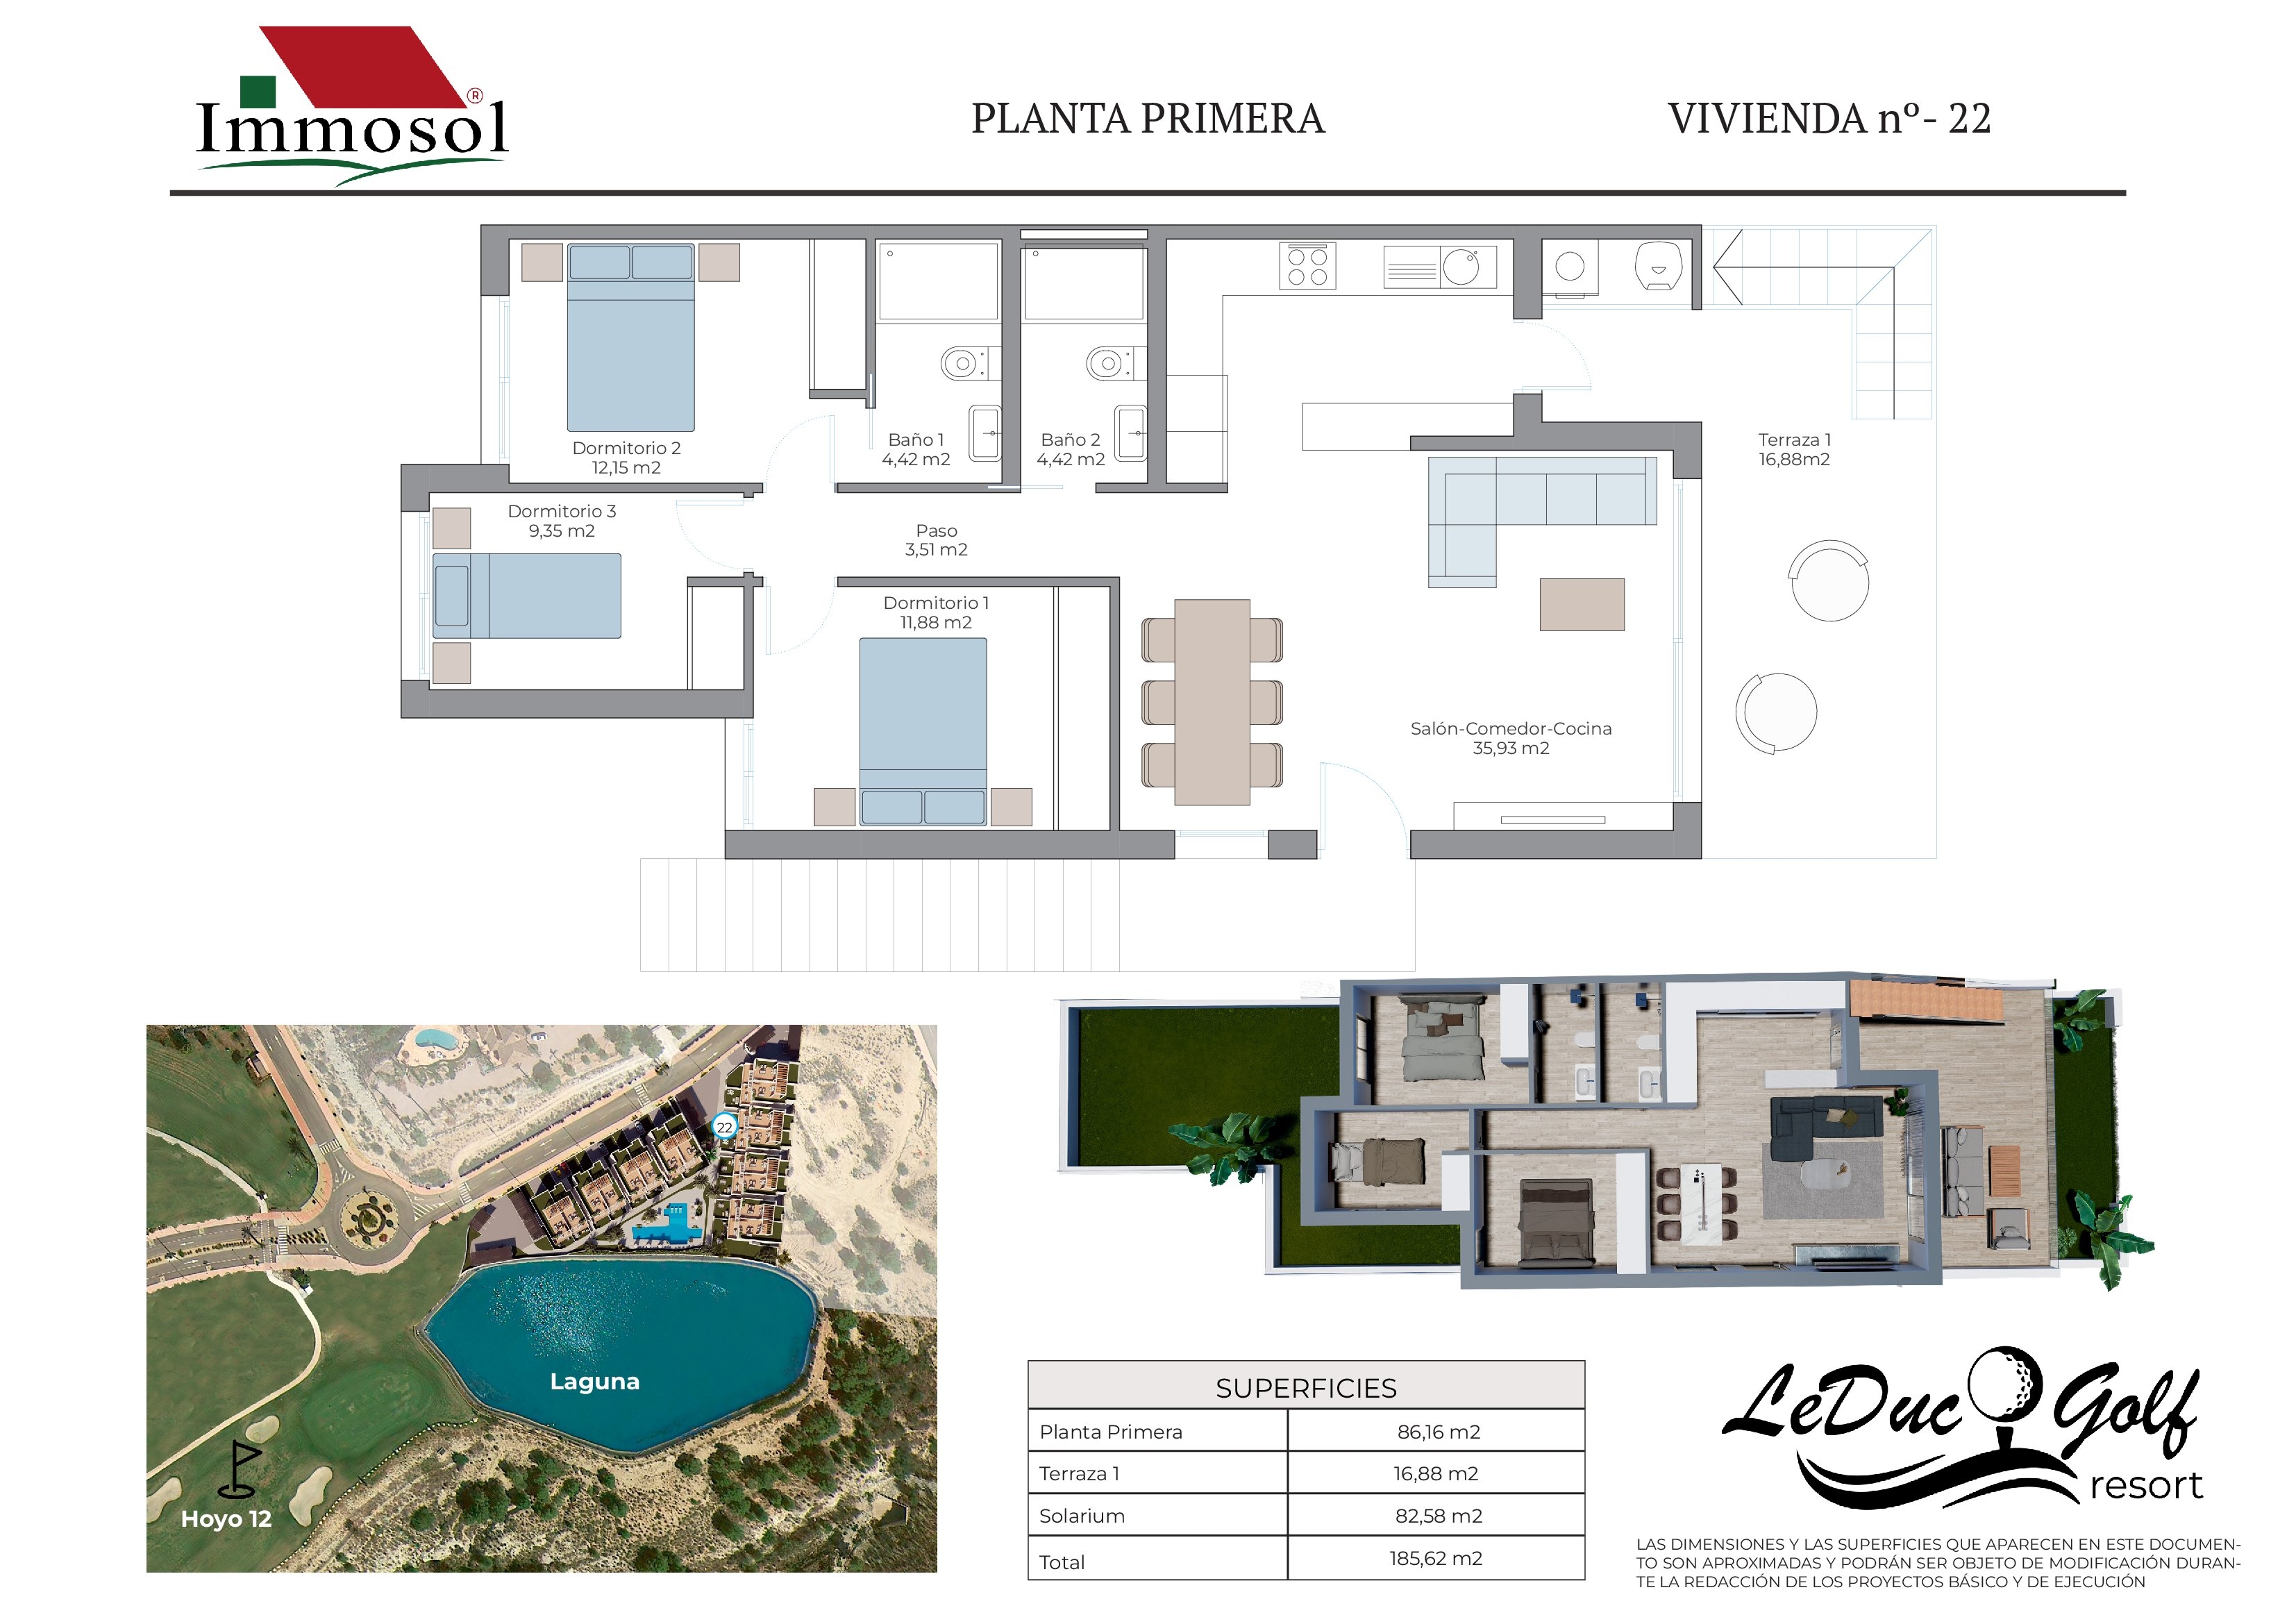 Immosol®
PLANTA PRIMERA
VIVIENDA nº- 22
Dormitorio 2
12,15 m2
Baño 1
4,42 m2
Baño 2
4,42 m2
Terraza 1
16,88m2
Dormitorio 3
9,35 m2
Paso
3,51 m2
Dormitorio 1
11,88 m2
Salón-Comedor-Cocina
35,93 m2
22
Laguna
Hoyo 12
SUPERFICIES
Planta Primera 86,16 m2
Terraza 1 16,88 m2
Solarium 82,58 m2
Total 185,62 m2
LeDuc Golf
resort
LAS DIMENSIONES Y LAS SUPERFICIES QUE APARECEN EN ESTE DOCUMEN-
TO SON APROXIMADAS Y PODRÁN SER OBJETO DE MODIFICACIÓN DURAN-
TE LA REDACCIÓN DE LOS PROYECTOS BÁSICO Y DE EJECUCIÓN